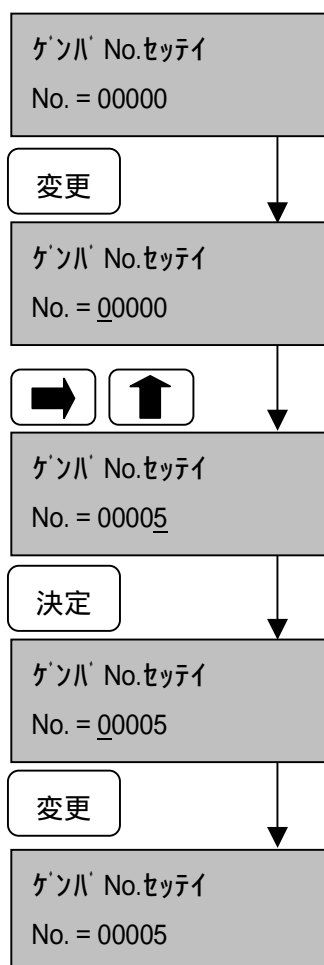 ｹﾞﾝﾊﾞ No.ｾｯﾃｲ
No. = 00000
変更
ｹﾞﾝﾊﾞ No.ｾｯﾃｲ
No. = 00000
ｹﾞﾝﾊﾞ No.ｾｯﾃｲ
No. = 00005
決定
ｹﾞﾝﾊﾞ No.ｾｯﾃｲ
No. = 00005
変更
ｹﾞﾝﾊﾞ No.ｾｯﾃｲ
No. = 00005